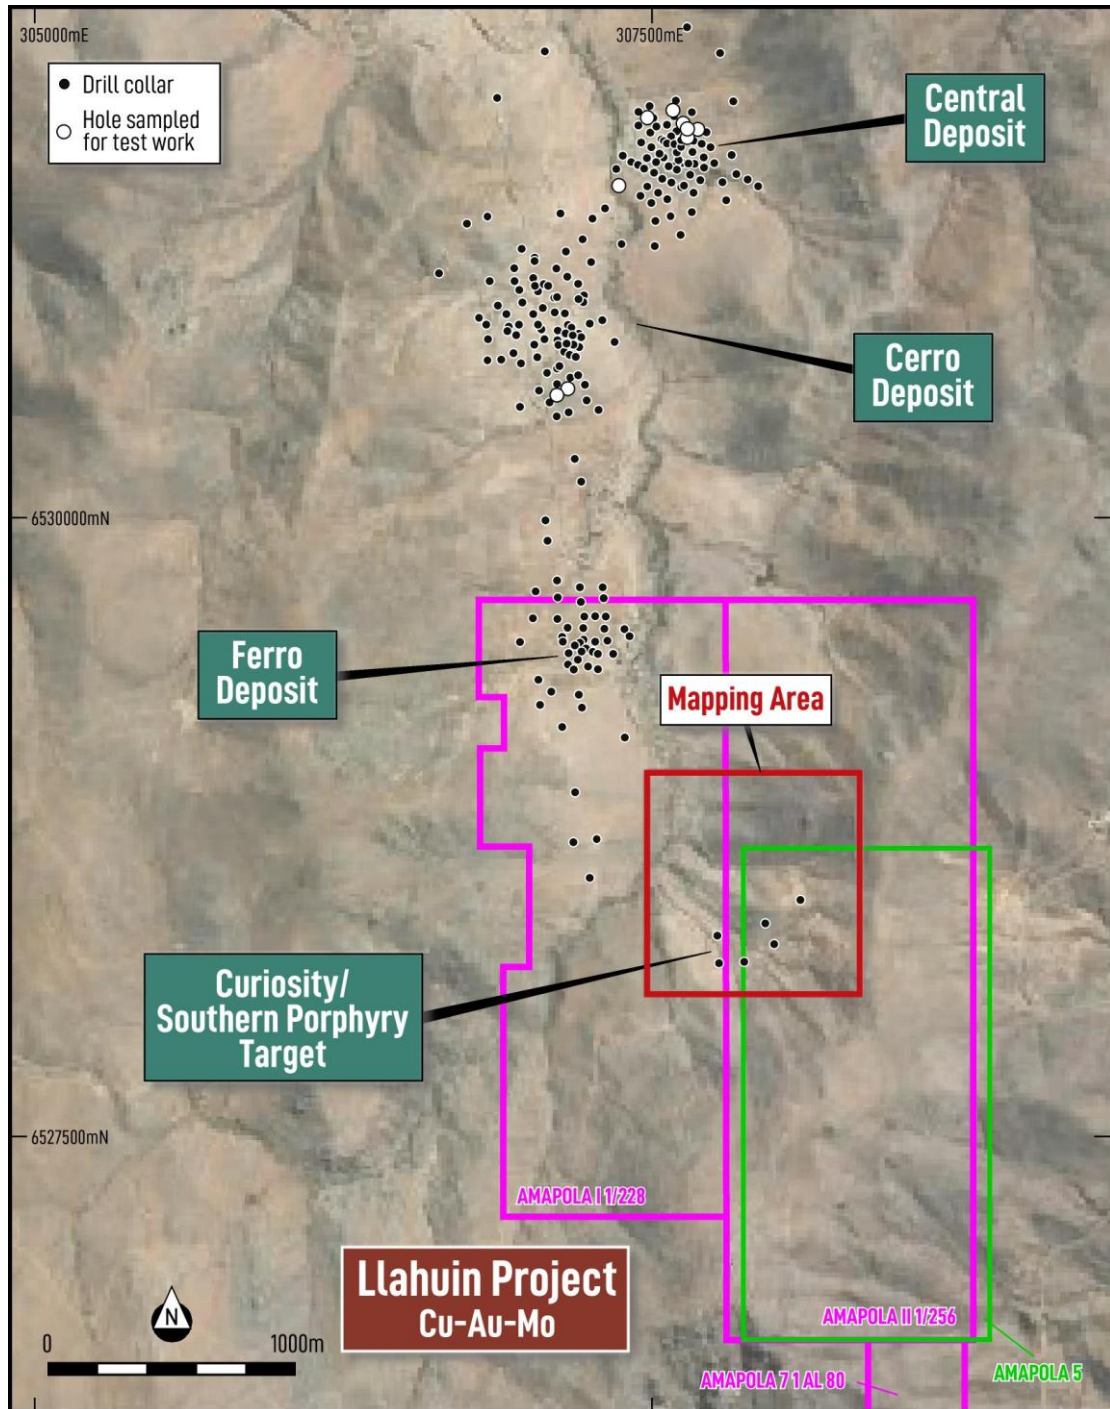 305000mE
307500mE
Drill collar
Hole sampled
for test work
Central
Deposit
Cerro
Deposit
6530000mN
Ferro
Deposit
Mapping Area
Curiosity/
Southern Porphyry
Target
6527500mN
AMAPOLA I 1/228
Llahuin Project
Cu-Au-Mo
AMAPOLA II 1/256
N
0
1000m
AMAPOLA 7 1 AL 80
AMAPOLA 5